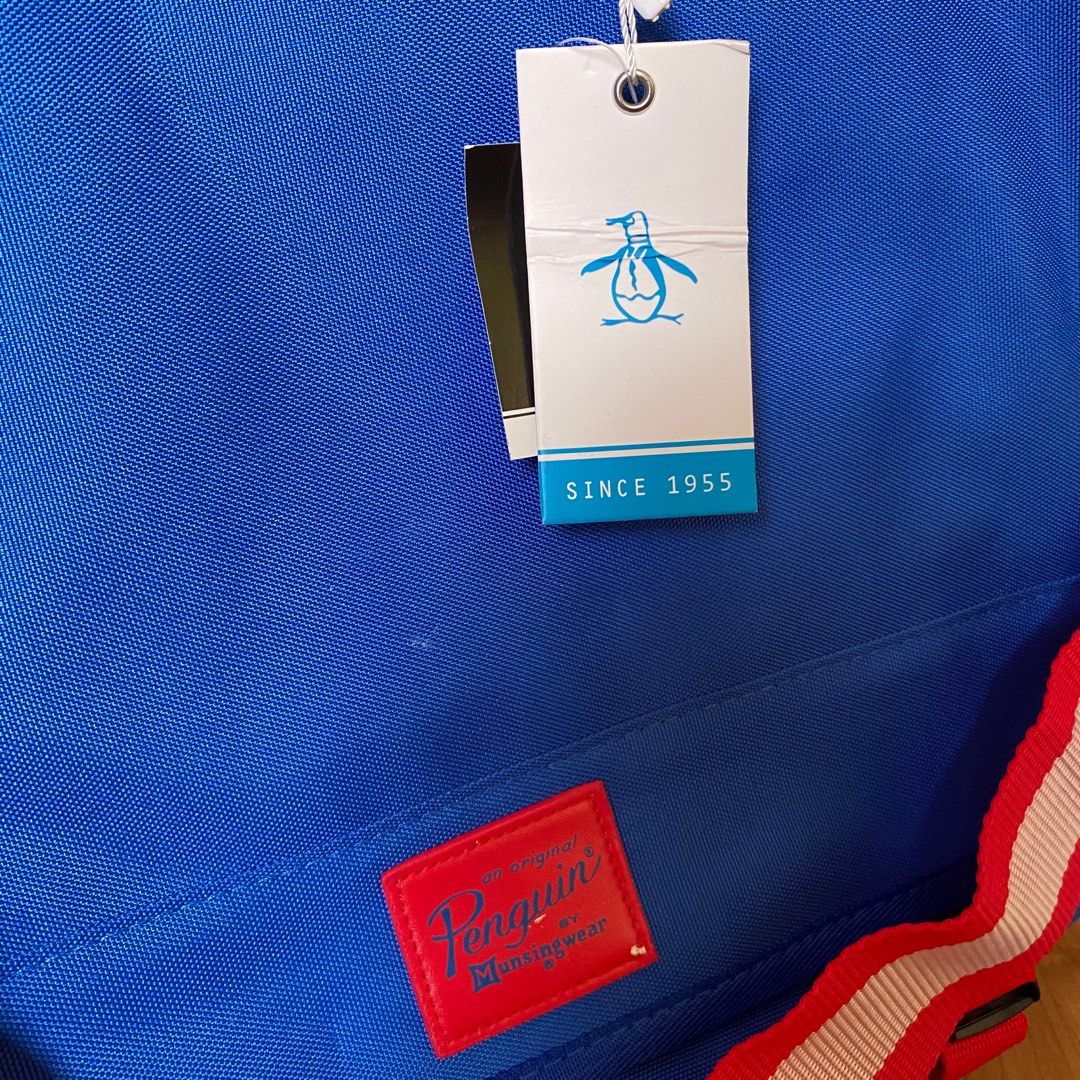 SINCE 1955
an original
Penguin®
BY
Munsingwear
®